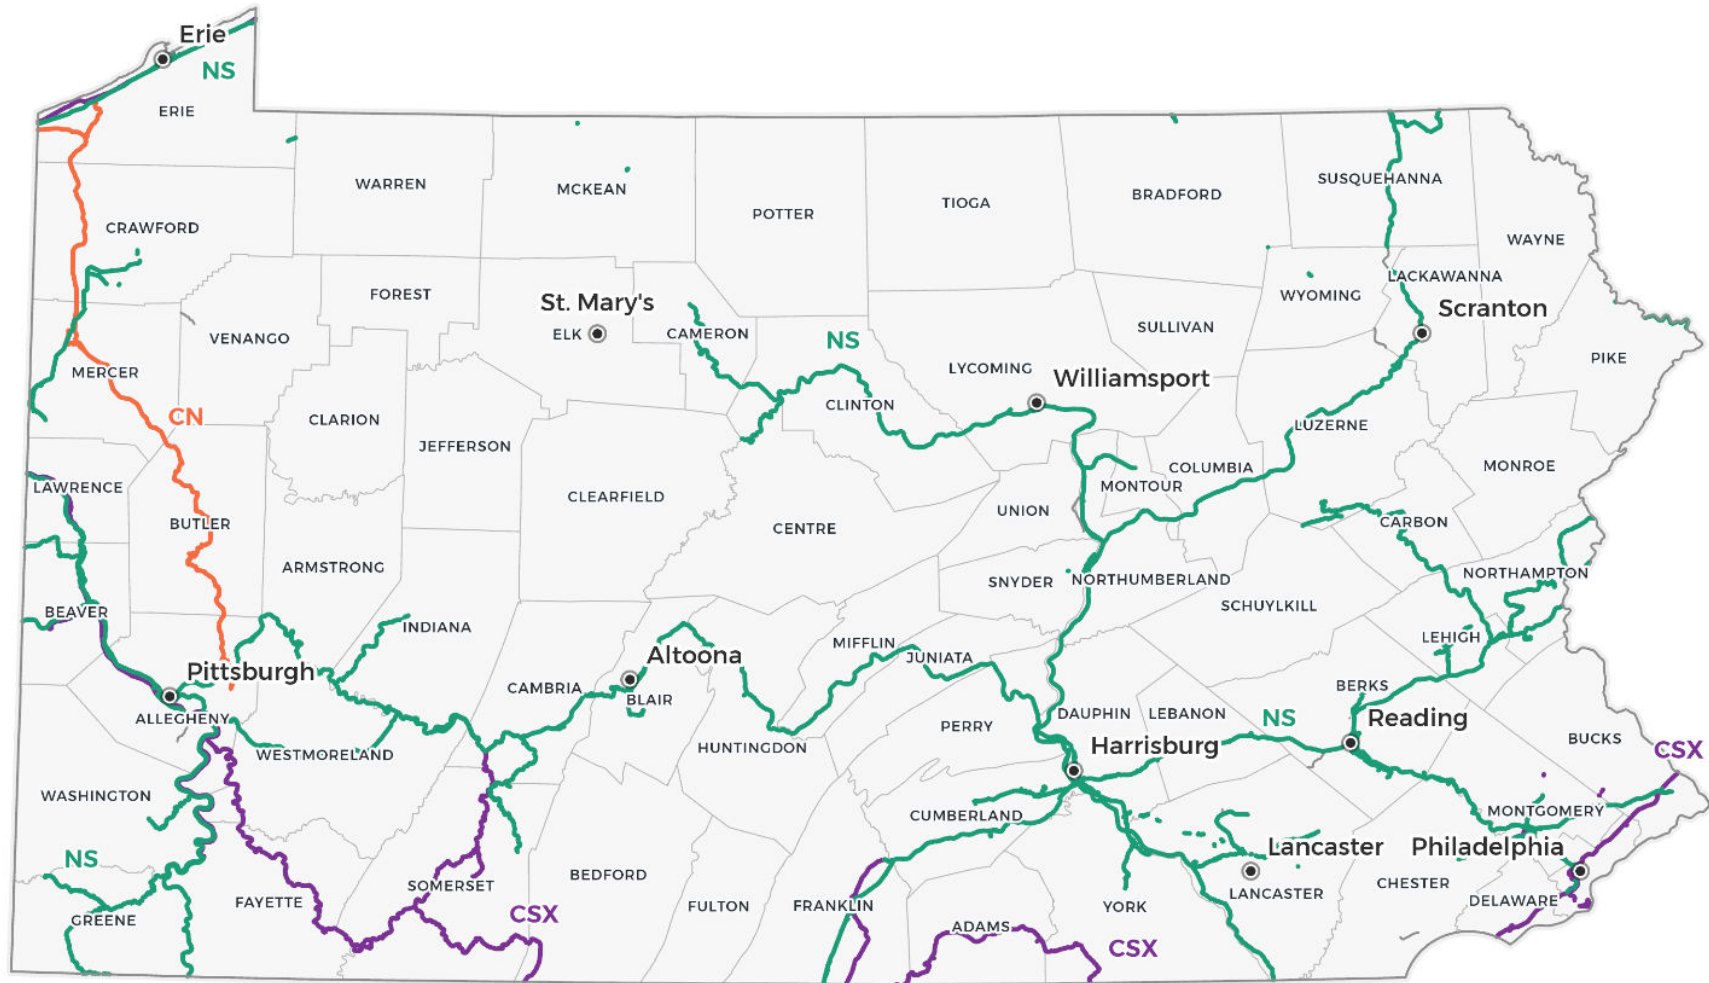 Erie
NS
ERIE
WARREN
MCKEAN
SUSQUEHANNA
BRADFORD
TIOGA
POTTER
CRAWFORD
WAYNE
LACKAWANNA
WYOMING
FOREST
St. Mary's
Scranton
ELK
CAMERON
NS
SULLIVAN
VENANGO
PIKE
MERCER
LYCOMING
Williamsport
CN
CLINTON
CLARION
LUZERNE
JEFFERSON
COLUMBIA
MONROE
LAWRENCE
MONTOUR
CLEARFIELD
UNION
BUTLER
CENTRE
CARBON
ARMSTRONG
SNYDER
NORTHUMBERLAND
NORTHAMPTON
BEAVER
SCHUYLKILL
INDIANA
LEHIGH
MIFFLIN
Altoona
JUNIATA
Pittsburgh
CAMBRIA
BLAIR
BERKS
ALLEGHENY
DAUPHIN
LEBANON
NS
Reading
PERRY
BUCKS
HUNTINGDON
Harrisburg
CSX
WESTMORELAND
WASHINGTON
CUMBERLAND
MONTGOMERY
NS
Lancaster
Philadelphia
BEDFORD
SOMERSET
CHESTER
LANCASTER
FAYETTE
DELAWARE
FULTON
FRANKLIN
YORK
CSX
GREENE
ADAMS
CSX